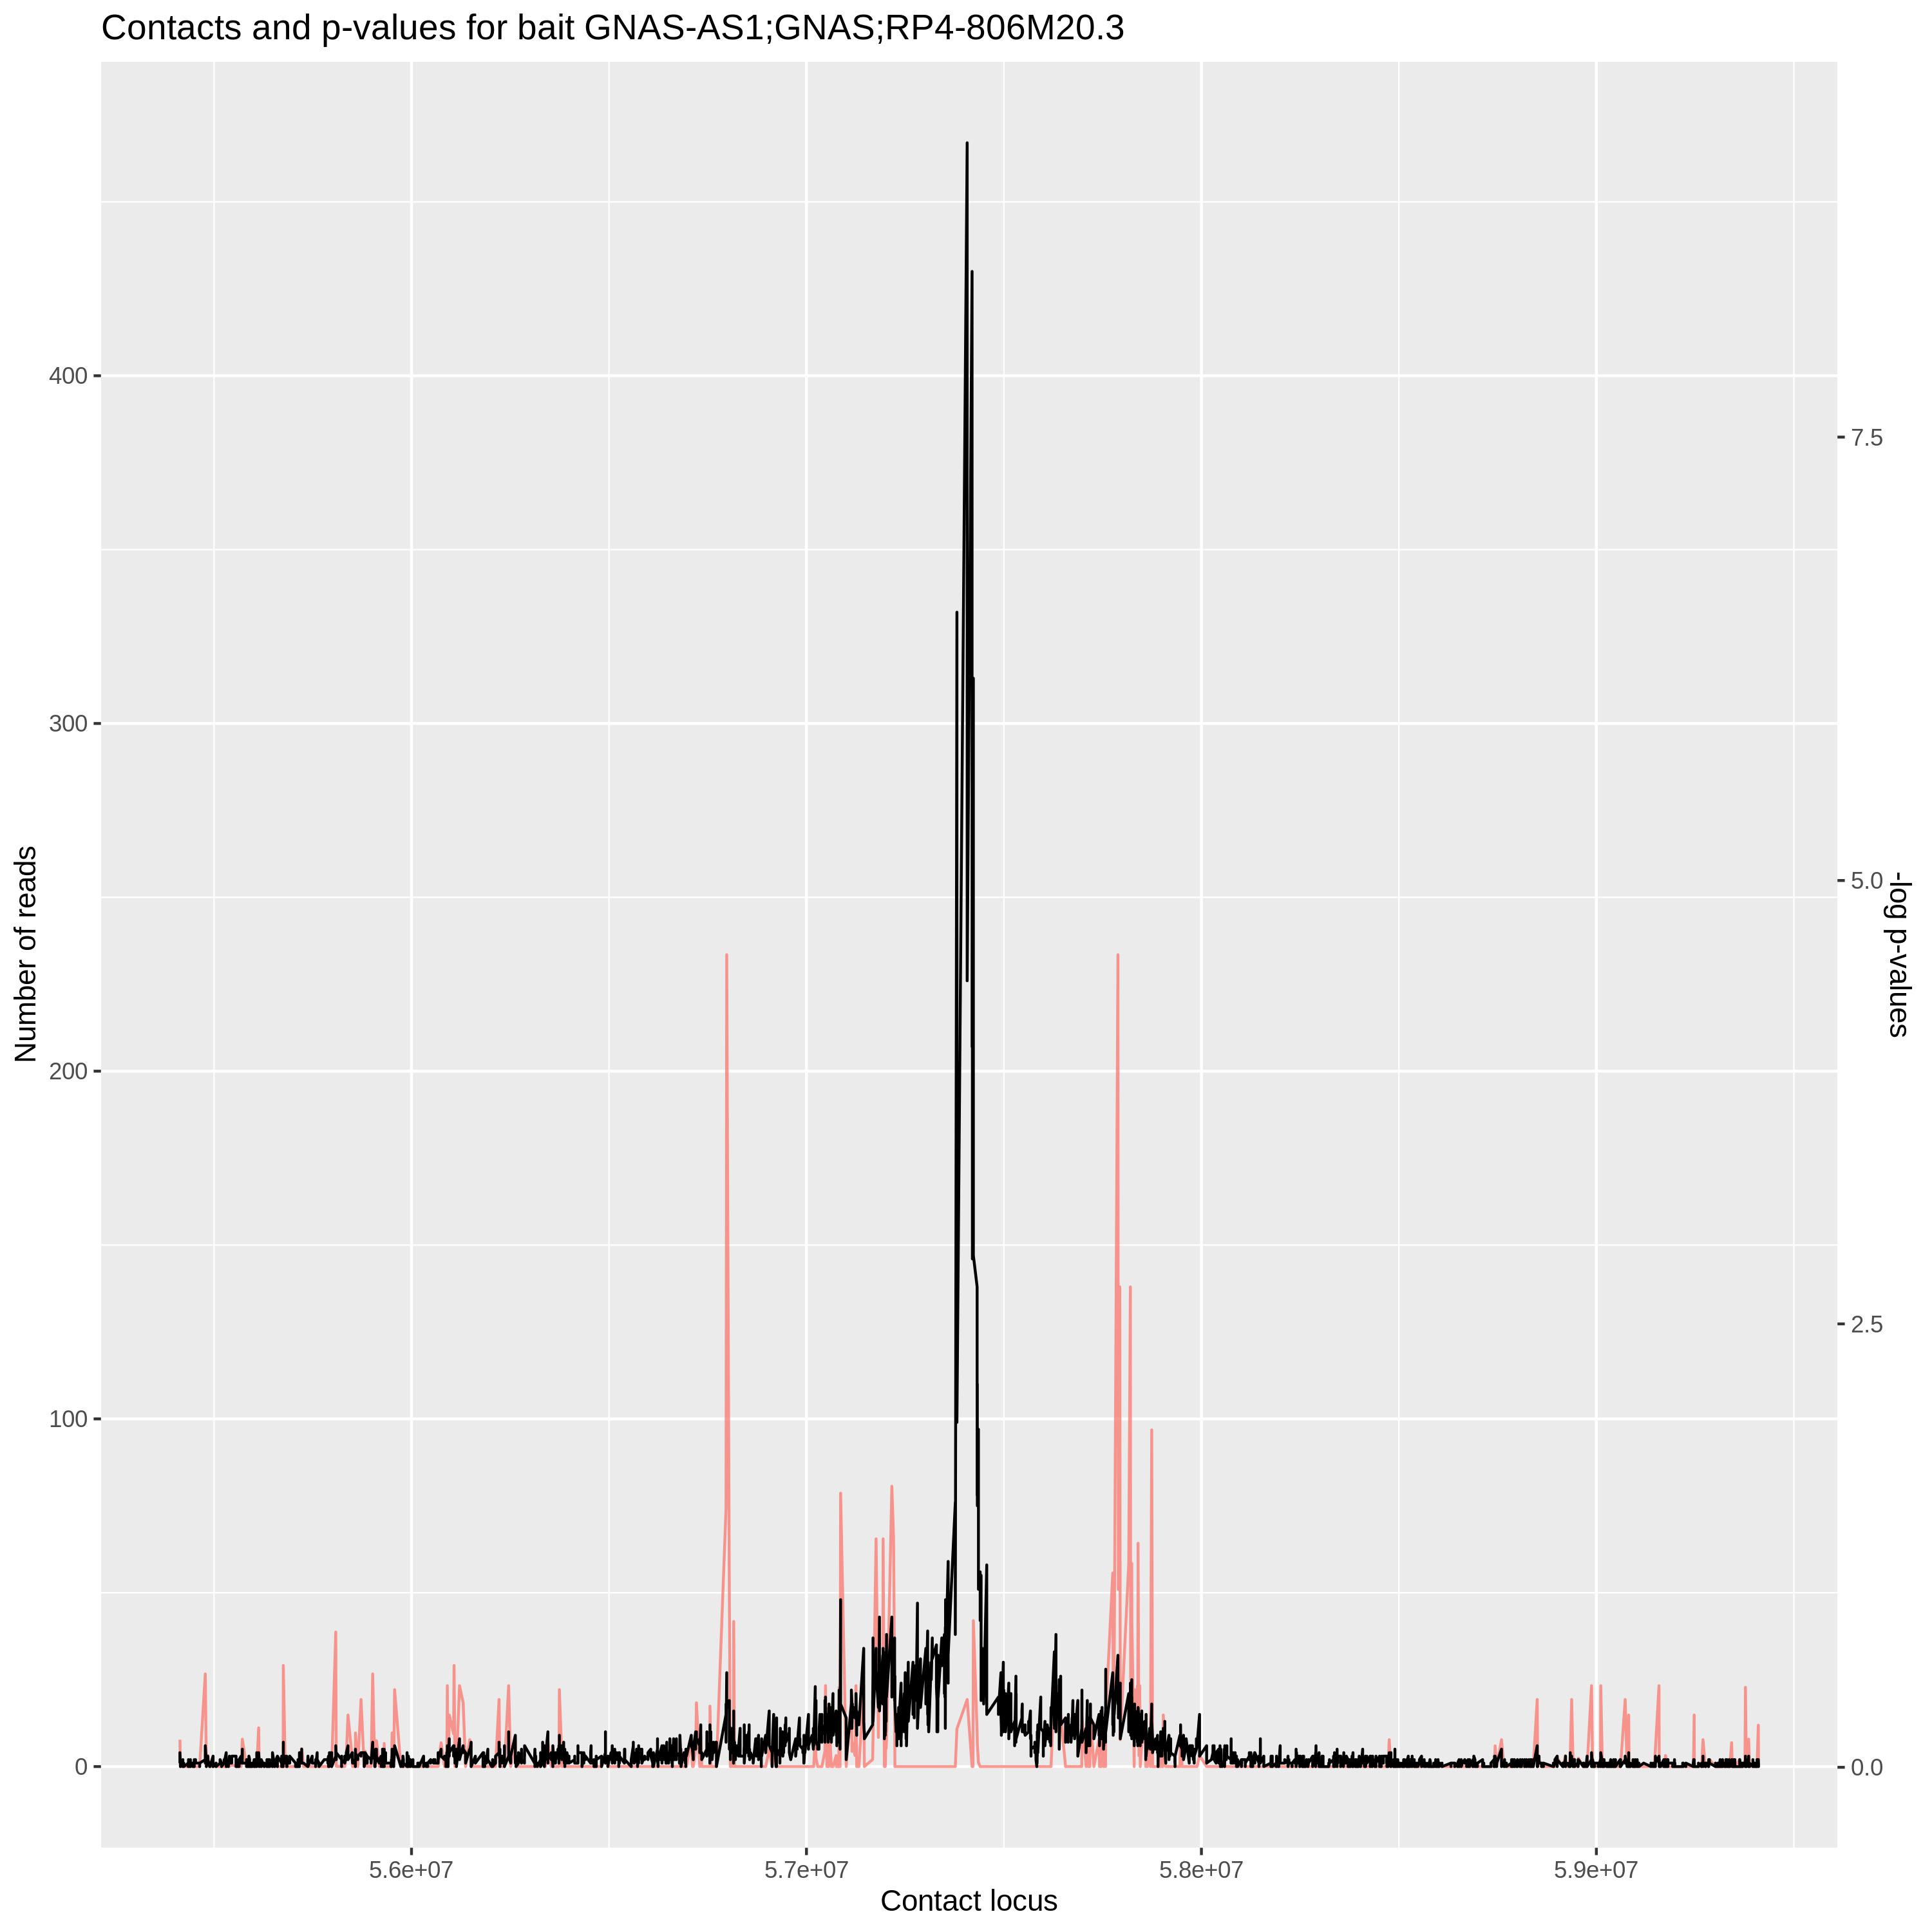 Contacts and p-values for bait GNAS-AS1;GNAS;RP4-806M20.3
Number of reads
400
300
200
100
0
7.5
5.0
2.5
0.0
-log p-values
5.6e+07 5.7e+07 5.8e+07 5.9e+07
Contact locus